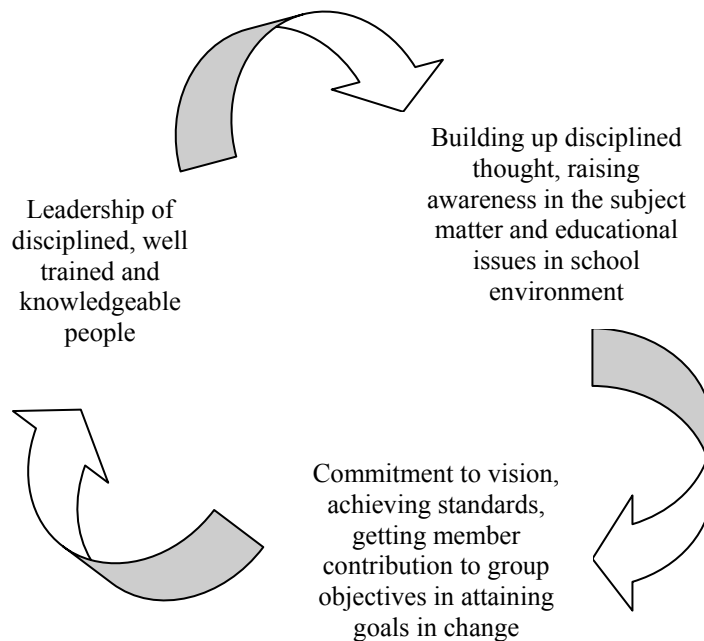 Leadership of
disciplined, well
trained and
knowledgeable
people
Building up disciplined
thought, raising
awareness in the subject
matter and educational
issues in school
environment
Commitment to vision,
achieving standards,
getting member
contribution to group
objectives in attaining
goals in change